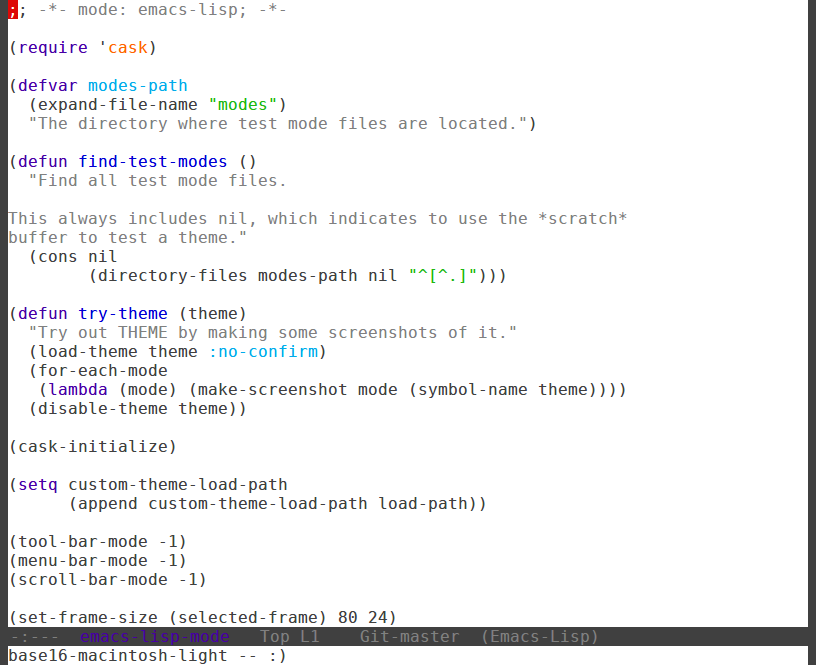 ;; -*- mode: emacs-lisp; -*-

(require 'cask)

(defvar modes-path
  (expand-file-name "modes")
  "The directory where test mode files are located.")

(defun find-test-modes ()
  "Find all test mode files.

This always includes nil, which indicates to use the *scratch*
buffer to test a theme."
  (cons nil
        (directory-files modes-path nil "^[^.]")))

(defun try-theme (theme)
  "Try out THEME by making some screenshots of it."
  (load-theme theme :no-confirm)
  (for-each-mode
   (lambda (mode) (make-screenshot mode (symbol-name theme))))
  (disable-theme theme))

(cask-initialize)

(setq custom-theme-load-path
      (append custom-theme-load-path load-path))

(tool-bar-mode -1)
(menu-bar-mode -1)
(scroll-bar-mode -1)

(set-frame-size (selected-frame) 80 24)
-:---  emacs-lisp-mode   Top L1    Git-master  (Emacs-Lisp)
base16-macintosh-light -- :)